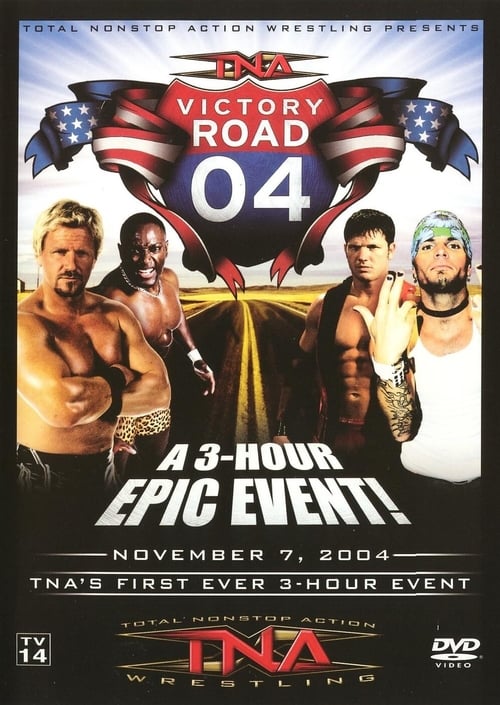 TOTAL NONSTOP ACTION WRESTLING PRESENTS
TNA
VICTORY
ROAD
04
A 3-HOUR
EPIC EVENT!
NOVEMBER 7, 2004
TNA'S FIRST EVER 3-HOUR EVENT
TOTAL NONSTOP ACTION
TNA
WRESTLING
TV
14
DVD
VIDEO